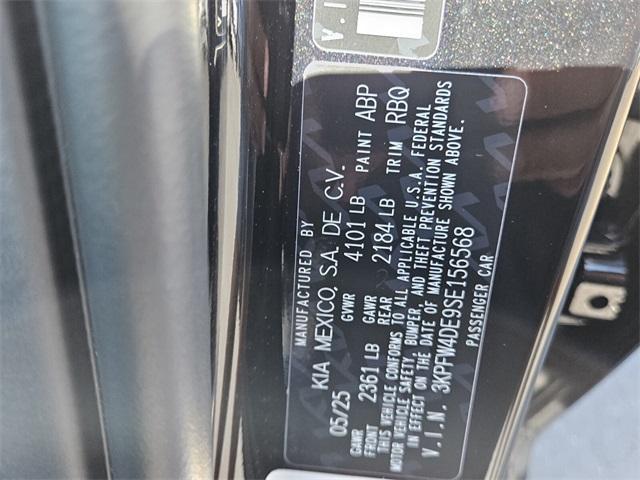 V.I
MANUFACTURED BY
05/25 KIA MEXICO, S.A. DE C.V.
GVWR 4101 LB PAINT ABP
GAWR FRONT 2361 LB GAWR REAR 2184 LB TRIM RBQ
THIS VEHICLE CONFORMS TO ALL APPLICABLE U.S.A. FEDERAL
MOTOR VEHICLE SAFETY, BUMPER, AND THEFT PREVENTION STANDARDS
IN EFFECT ON THE DATE OF MANUFACTURE SHOWN ABOVE.
V.I.N. 3KPFW4DE9SE156568
PASSENGER CAR